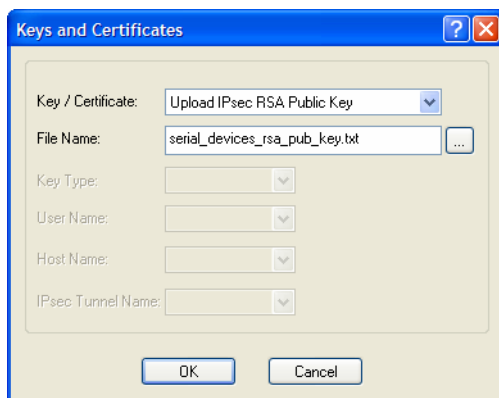 Keys and Certificates
Key / Certificate: Upload IPsec RSA Public Key
File Name: serial_devices_rsa_pub_key.txt ...
Key Type:
User Name:
Host Name:
IPsec Tunnel Name:
OK Cancel